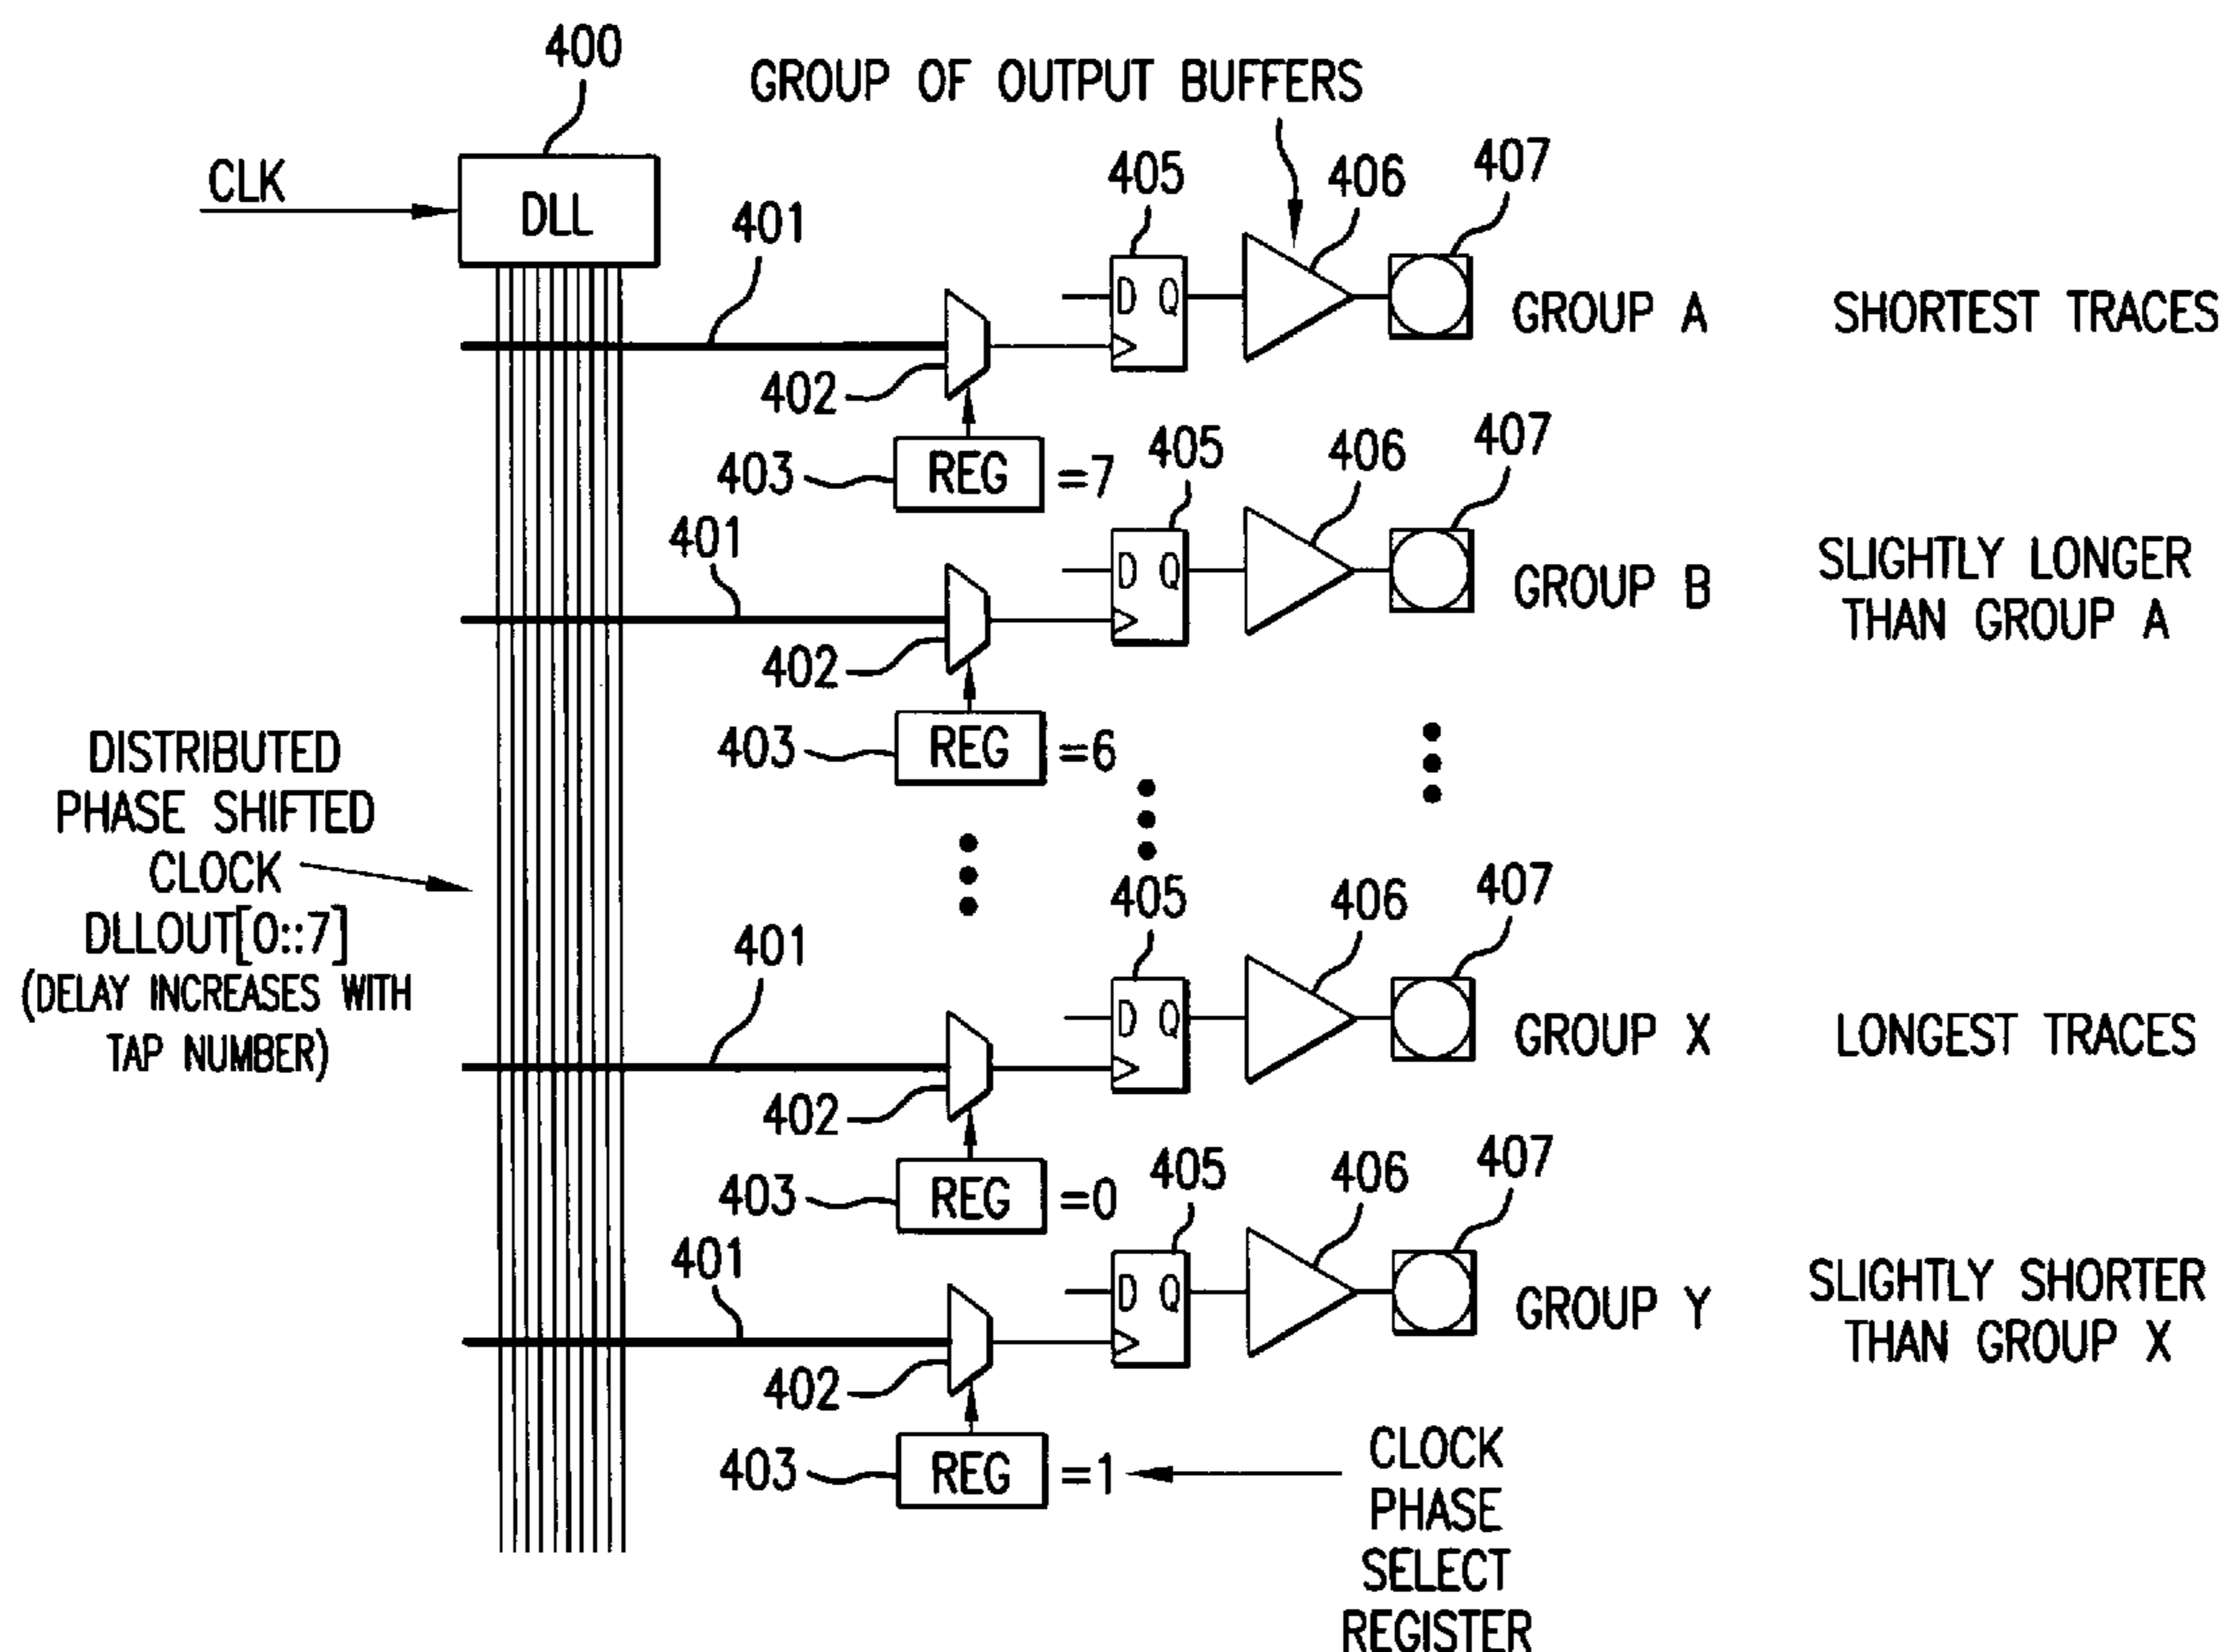 400
GROUP OF OUTPUT BUFFERS
CLK
DLL
401
402
403
REG
=7
405
D Q
406
407
GROUP A
SHORTEST TRACES
401
402
403
REG
=6
405
D Q
406
407
GROUP B
SLIGHTLY LONGER
THAN GROUP A
DISTRIBUTED
PHASE SHIFTED
CLOCK
DLLOUT[0::7]
(DELAY INCREASES WITH
TAP NUMBER)
401
402
403
REG
=0
405
D Q
406
407
GROUP X
LONGEST TRACES
401
402
403
REG
=1
405
D Q
406
407
GROUP Y
SLIGHTLY SHORTER
THAN GROUP X
CLOCK
PHASE
SELECT
REGISTER